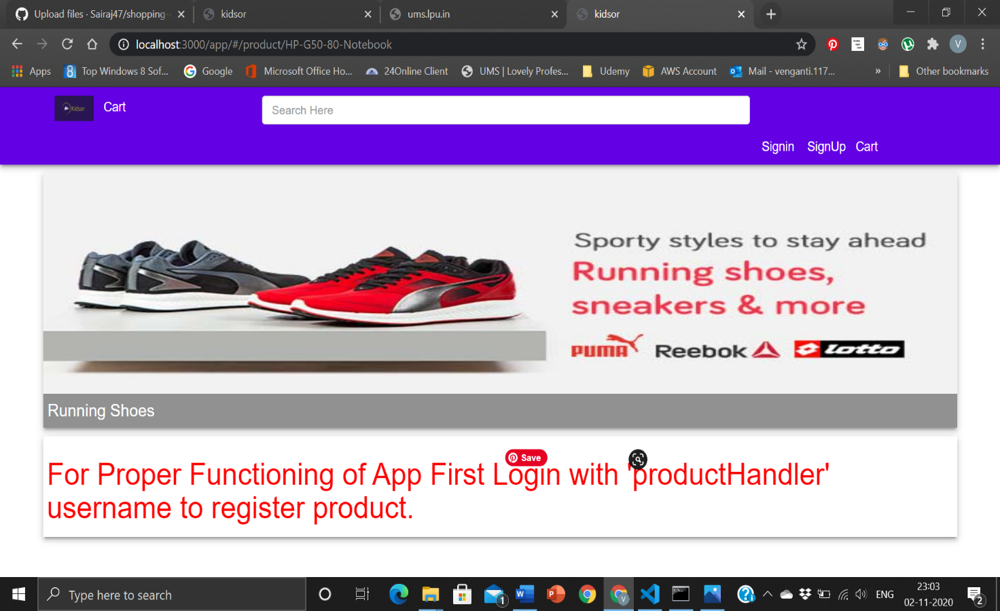 Upload files · Sairaj47/shopping-
kidsor
ums.lpu.in
kidsor
localhost:3000/app/#/product/HP-G50-80-Notebook
V
Apps
Top Windows 8 Sof...
Google
Microsoft Office Ho...
24Online Client
UMS | Lovely Profes...
Udemy
AWS Account
Mail - venganti.117...
»
Other bookmarks
Kidsor
Cart
Search Here
Signin SignUp Cart
Sporty styles to stay ahead
Running shoes,
sneakers & more
PUMA Reebok lotto
Running Shoes
Save
For Proper Functioning of App First Login with 'productHandler'
username to register product.
Type here to search
1
ENG
23:03
02-11-2020
2